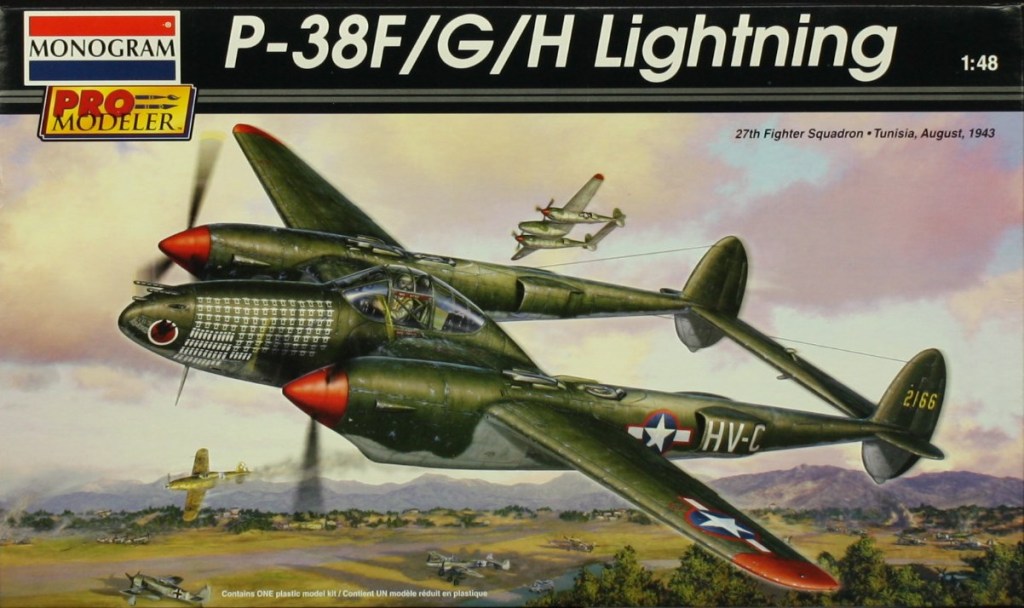 MONOGRAM
P-38F/G/H Lightning
1:48
PRO
MODELER
27th Fighter Squadron • Tunisia, August, 1943
2166
HV-C
Contains ONE plastic model kit / Contient UN modèle réduit en plastique